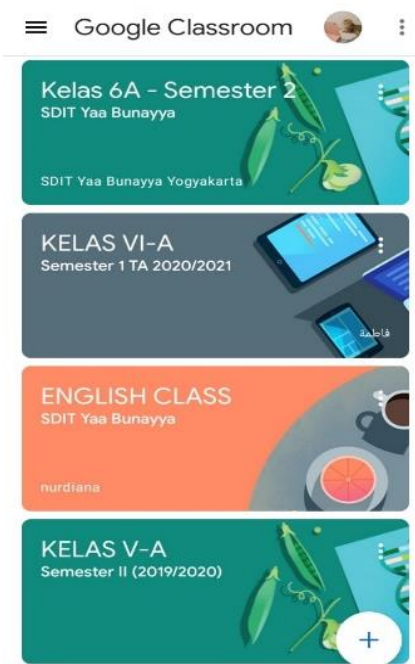 Google Classroom
Kelas 6A - Semester 2
SDIT Yaa Bunayya
SDIT Yaa Bunayya Yogyakarta
KELAS VI-A
Semester 1 TA 2020/2021
فاطمة
ENGLISH CLASS
SDIT Yaa Bunayya
nurdiana
KELAS V-A
Semester II (2019/2020)